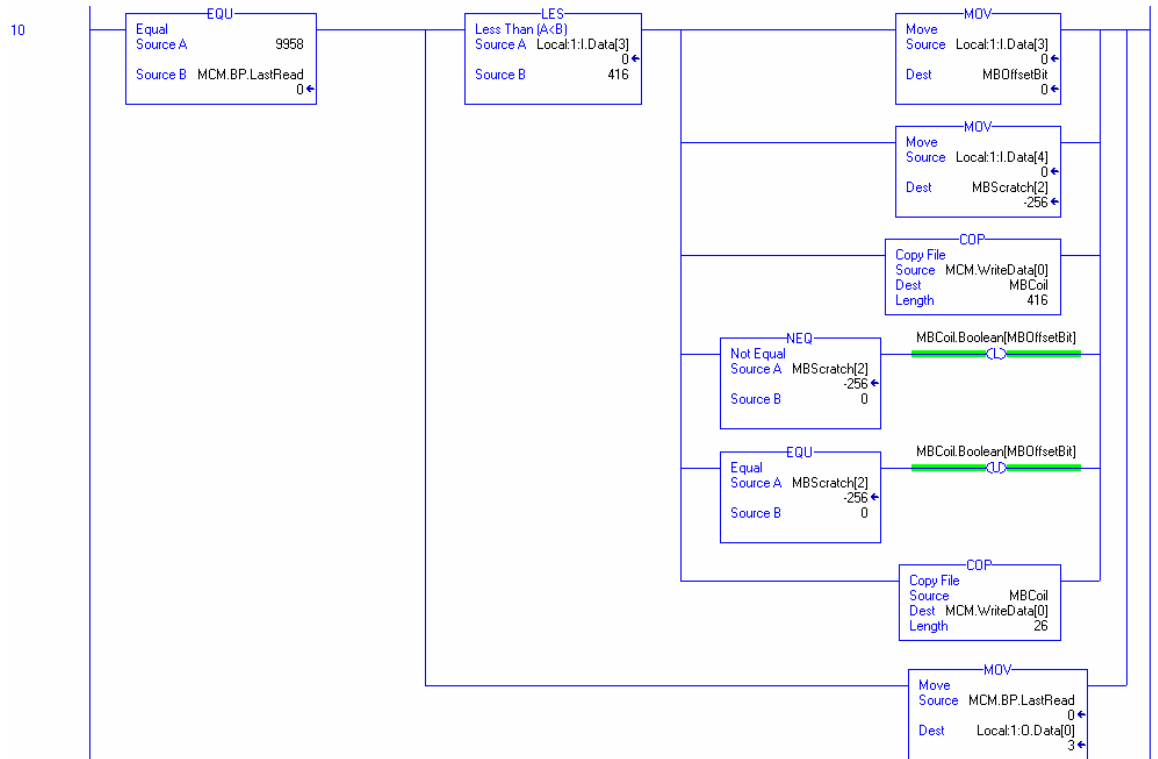 10
EQU
Equal
Source A 9958
Source B MCM.BP.LastRead
0
LES
Less Than (A<B)
Source A Local:1:I.Data[3]
0
Source B 416
MOV
Move
Source Local:1:I.Data[3]
0
Dest MBOffsetBit
0
MOV
Move
Source Local:1:I.Data[4]
0
Dest MBScratch[2]
-256
COP
Copy File
Source MCM.WriteData[0]
Dest MBCoil
Length 416
NEQ
Not Equal
Source A MBScratch[2]
-256
Source B 0
MBCoil.Boolean[MBOffsetBit]
L
EQU
Equal
Source A MBScratch[2]
-256
Source B 0
MBCoil.Boolean[MBOffsetBit]
U
COP
Copy File
Source MBCoil
Dest MCM.WriteData[0]
Length 26
MOV
Move
Source MCM.BP.LastRead
0
Dest Local:1:O.Data[0]
3